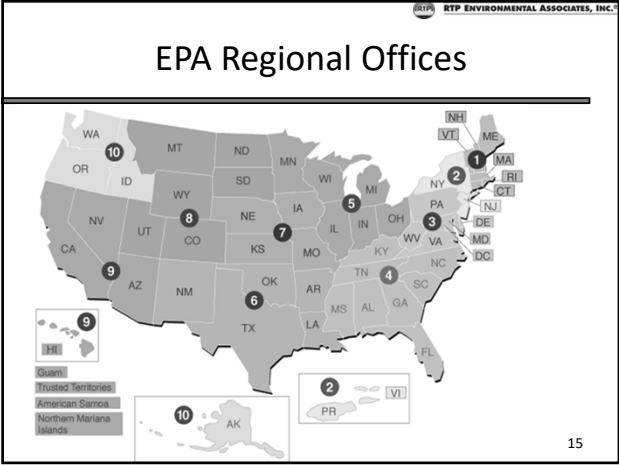 RTP
RTP ENVIRONMENTAL ASSOCIATES, INC.®
EPA Regional Offices
WA
OR
ID
10
MT
ND
SD
WY
8
CO
UT
NV
CA
9
AZ
NM
NE
KS
7
IA
MO
MN
WI
MI
5
IL
IN
OH
OK
6
TX
AR
LA
KY
TN
4
MS
AL
GA
SC
NC
FL
WV
VA
PA
3
NY
2
NH
VT
ME
1
MA
RI
CT
NJ
DE
MD
DC
9
HI
Guam
Trusted Territories
American Samoa
Northern Mariana
Islands
10
AK
2
PR
VI
15